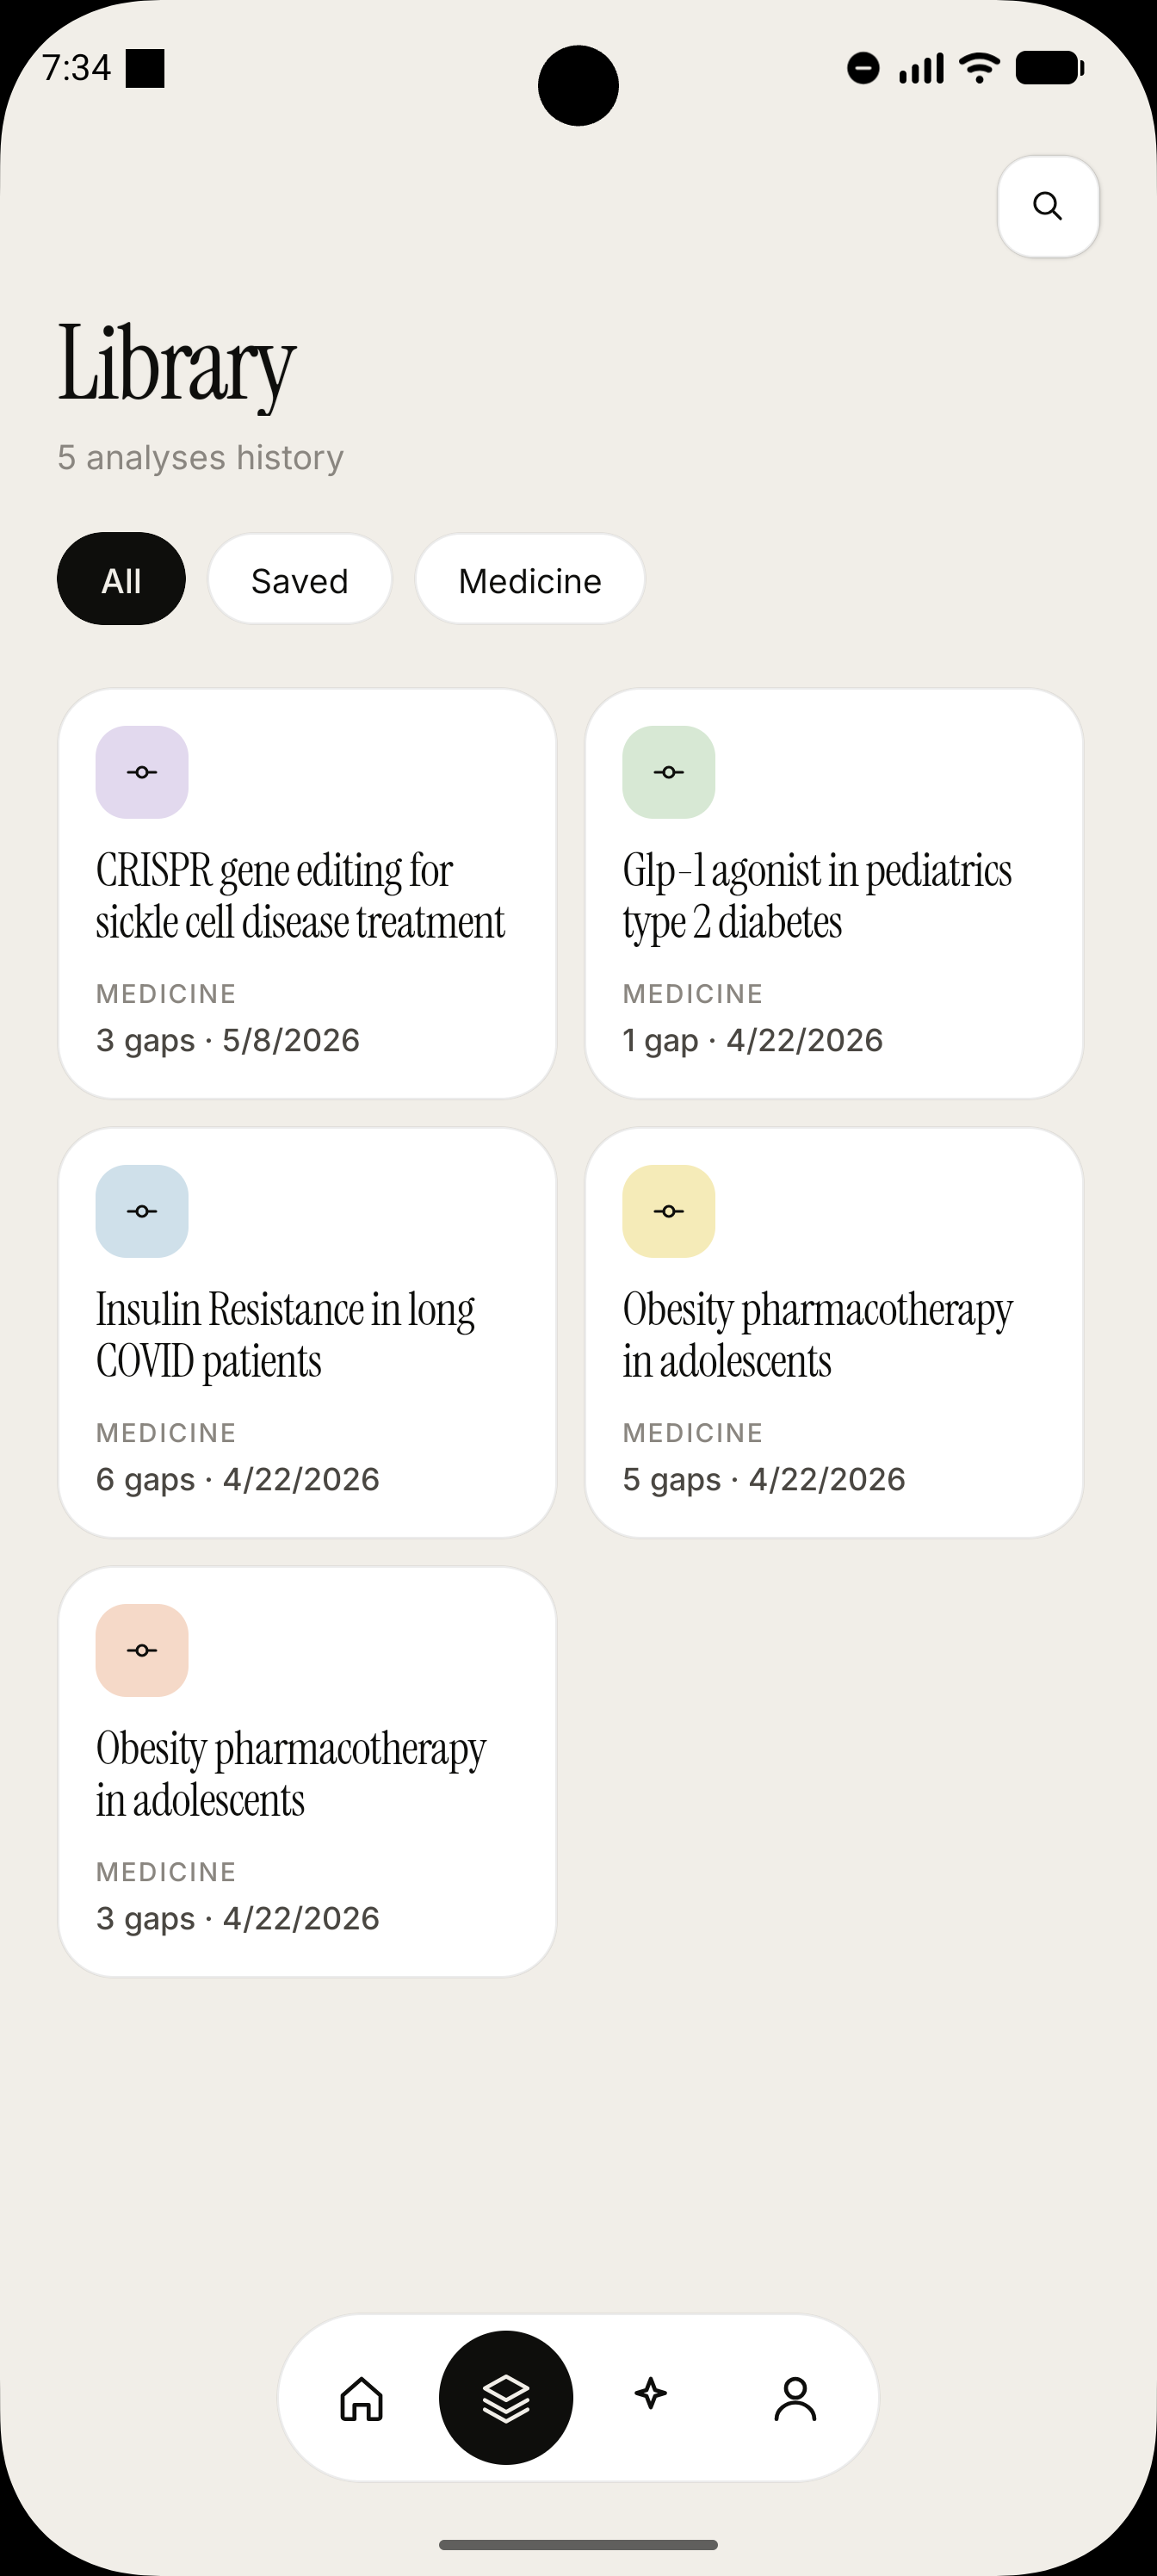 7:34
Library
5 analyses history
All
Saved
Medicine
CRISPR gene editing for
sickle cell disease treatment
MEDICINE
3 gaps · 5/8/2026
Glp-1 agonist in pediatrics
type 2 diabetes
MEDICINE
1 gap · 4/22/2026
Insulin Resistance in long
COVID patients
MEDICINE
6 gaps · 4/22/2026
Obesity pharmacotherapy
in adolescents
MEDICINE
5 gaps · 4/22/2026
Obesity pharmacotherapy
in adolescents
MEDICINE
3 gaps · 4/22/2026